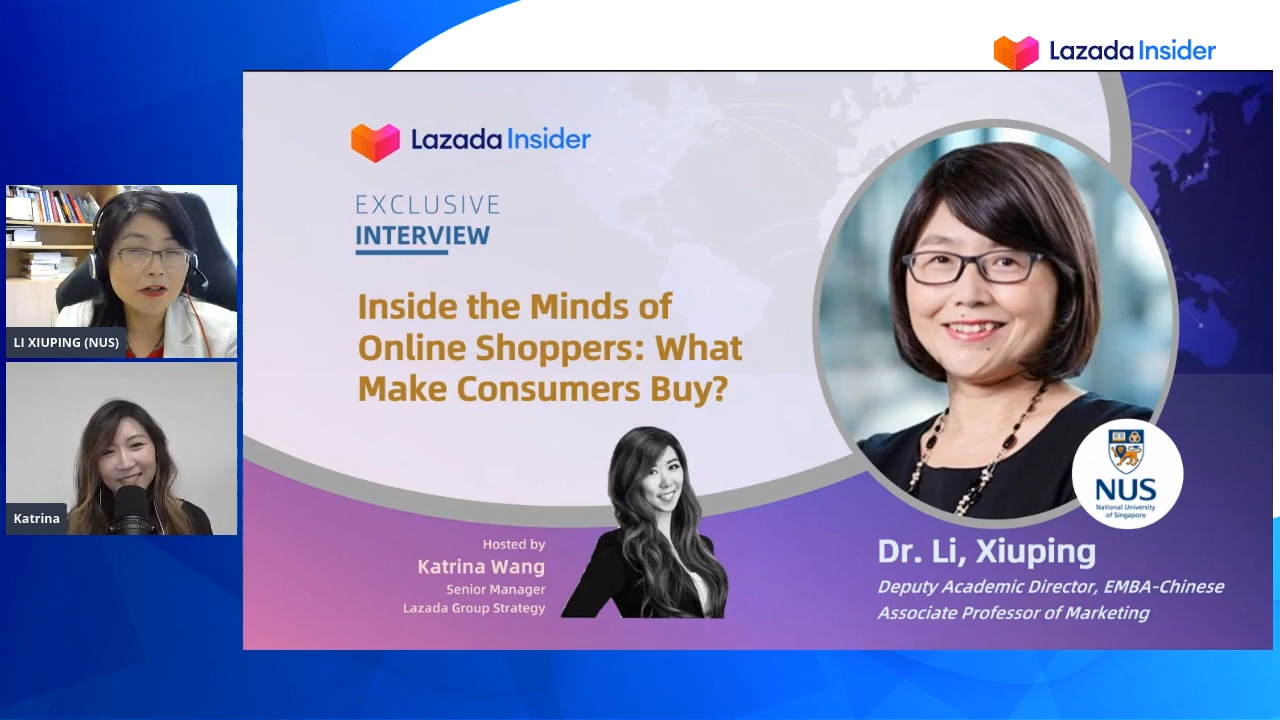 Lazada Insider
Lazada Insider
EXCLUSIVE
INTERVIEW
Inside the Minds of
Online Shoppers: What
Make Consumers Buy?
LI XIUPING (NUS)
Katrina
Hosted by
Katrina Wang
Senior Manager
Lazada Group Strategy
NUS
National University
of Singapore
Dr. Li, Xiuping
Deputy Academic Director, EMBA-Chinese
Associate Professor of Marketing